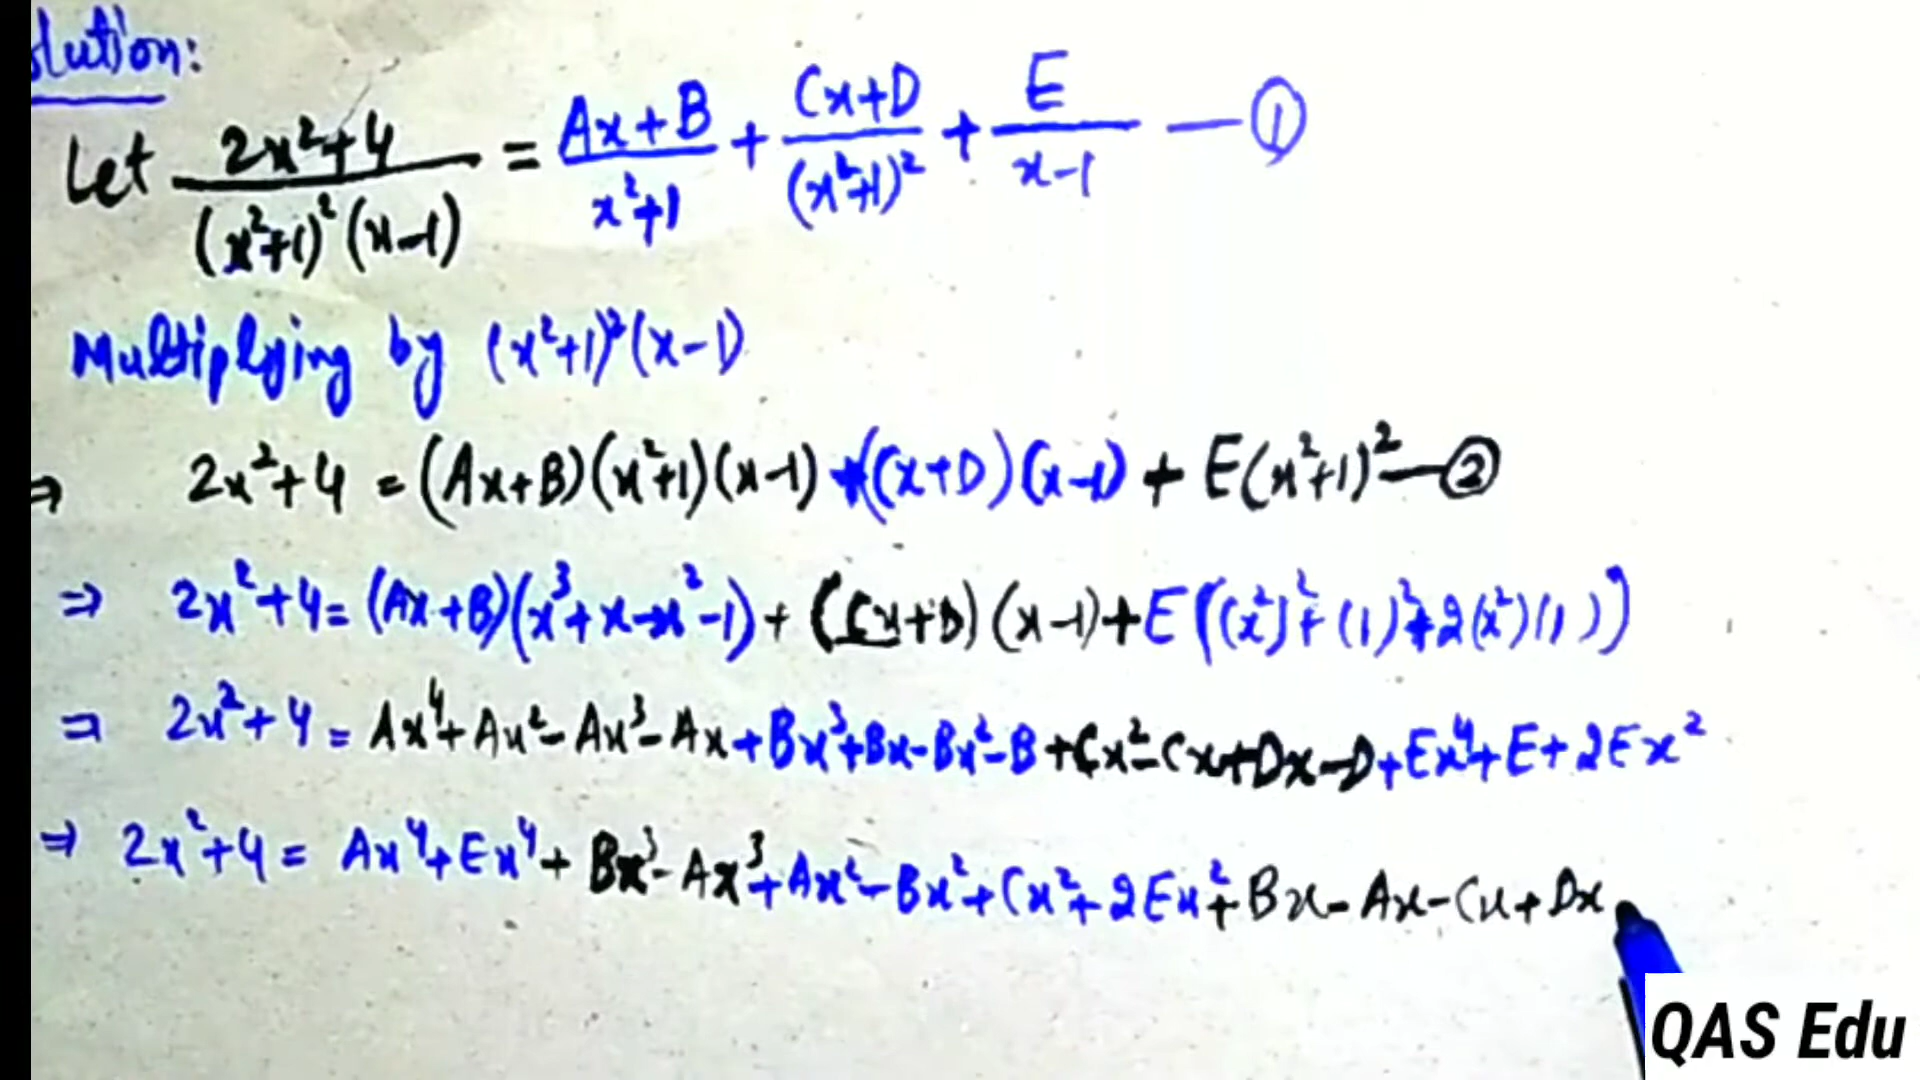 lution:
Let (2x²+4)/((x²+1)²(x-1)) = (Ax+B)/(x²+1) + (Cx+D)/((x²+1)²) + E/(x-1) — ①
Multiplying by (x²+1)²(x-1)
⇒ 2x²+4 = (Ax+B)(x²+1)(x-1) + (Cx+D)(x-1) + E(x²+1)² — ②
⇒ 2x²+4 = (Ax+B)(x³+x-x²-1) + (Cx+D)(x-1) + E((x²)²+(1)²+2(x²)(1))
⇒ 2x²+4 = Ax⁴+Ax²-Ax³-Ax+Bx³+Bx-Bx²-B+Cx²-Cx+Dx-D+Ex⁴+E+2Ex²
⇒ 2x²+4 = Ax⁴+Ex⁴+Bx³-Ax³+Ax²-Bx²+Cx²+2Ex²+Bx-Ax-Cx+Dx
QAS Edu